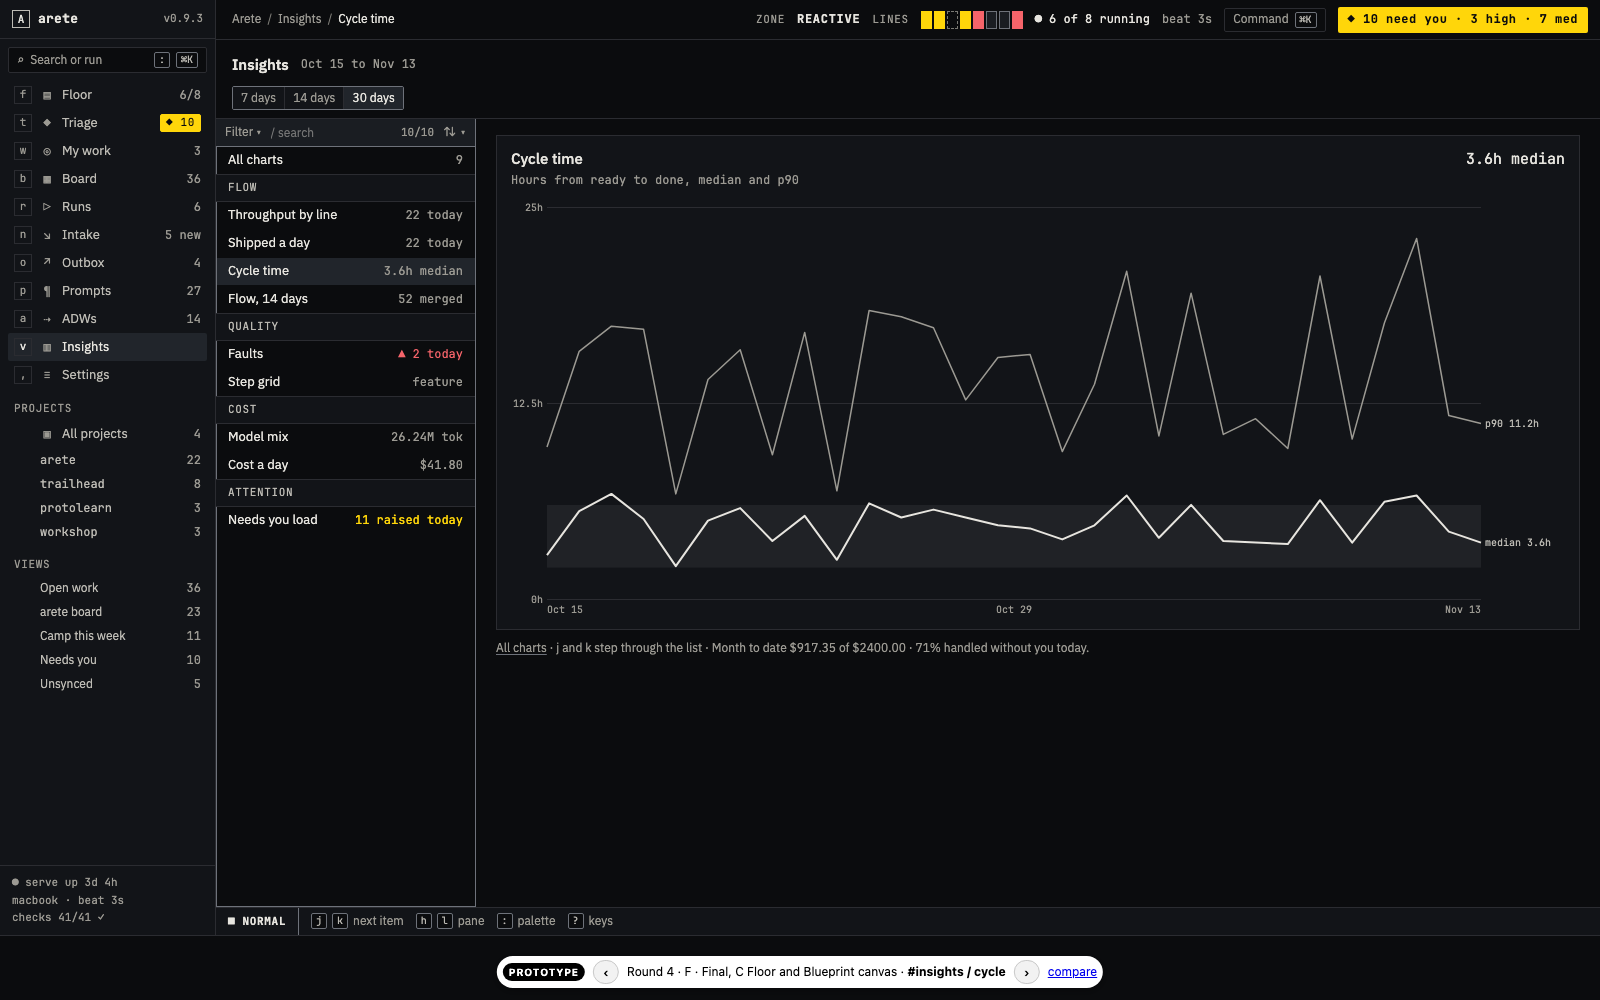 A arete v0.9.3
Search or run : ⌘K
f Floor 6/8
t Triage ◆ 10
w My work 3
b Board 36
r Runs 6
n Intake 5 new
o Outbox 4
p Prompts 27
a ADWs 14
v Insights
, Settings
PROJECTS
All projects 4
arete 22
trailhead 8
protolearn 3
workshop 3
VIEWS
Open work 36
arete board 23
Camp this week 11
Needs you 10
Unsynced 5
● serve up 3d 4h
macbook · beat 3s
checks 41/41 ✓
Arete / Insights / Cycle time
ZONE REACTIVE LINES ● 6 of 8 running beat 3s Command ⌘K ◆ 10 need you · 3 high · 7 med
Insights Oct 15 to Nov 13
7 days 14 days 30 days
Filter ▾ / search 10/10 ↑↓ ▾
All charts 9
FLOW
Throughput by line 22 today
Shipped a day 22 today
Cycle time 3.6h median
Flow, 14 days 52 merged
QUALITY
Faults ▲ 2 today
Step grid feature
COST
Model mix 26.24M tok
Cost a day $41.80
ATTENTION
Needs you load 11 raised today
Cycle time 3.6h median
Hours from ready to done, median and p90
25h
12.5h
p90 11.2h
median 3.6h
0h
Oct 15 Oct 29 Nov 13
All charts · j and k step through the list · Month to date $917.35 of $2400.00 · 71% handled without you today.
■ NORMAL j k next item h l pane : palette ? keys
PROTOTYPE ‹ Round 4 · F · Final, C Floor and Blueprint canvas · #insights / cycle › compare